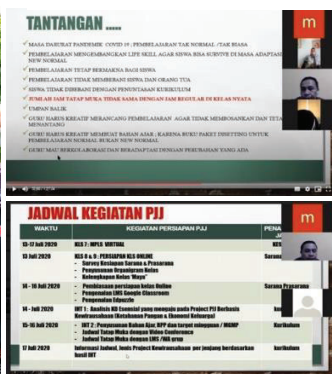 TANTANGAN .....
MASA DARURAT PANDEMIK COVID 19 : PEMBELAJARAN TAK NORMAL /TAK BIASA
PEMBELAJARAN MENGEMBANGKAN LIFE SKILL AGAR SISWA BISA SURVIVE DI MASA ADAPTASI
NEW NORMAL
PEMBELAJARAN TETAP BERMAKNA BAGI SISWA
PEMBELAJARAN TIDAK MEMBEBANI SISWA DAN ORANG TUA
SISWA TIDAK DIBEBANI DENGAN PENUNTASAN KURIKULUM
JUMLAH JAM TATAP MUKA TIDAK SAMA DENGAN JAM REGULAR DI KELAS NYATA
UMPAN BALIK
GURU HARUS KREATIF MERANCANG PEMBELAJARAN AGAR TIDAK MEMBOSANKAN DAN TETA
MENANTANG
GURU HARUS KREATIF MEMBUAT BAHAN AJAR ; KARENA BUKU PAKET DISETTING UNTUK
PEMBELAJARAN NORMAL BUKAN NEW NORMAL
GURU MAU BERKOLABORASI DAN BERADAPTASI DENGAN PERUBAHAN YANG ADA
m
JADWAL KEGIATAN PJJ
m
WAKTU KEGIATAN PERSIAPAN PJJ PENA
13-17 Juli 2020 KLS 7: MPLS VIRTUAL KES
13 Juli 2020 KLS 8 & 9 : PERSIAPAN KLS ONLINE Sarana
- Survey Kesiapan Sarana & Prasarana
- Penyusunan Organigram Kelas
- Kelengkapan Kelas "Maya"
14 - 16 Juli 2020 - Pembiasaan persiapan kelas Online Sarana Prasarana
- Pengenalan LMS Google Classroom
- Pengenalan Edpuzzle
14 - Juli 2020 IHT 1 : Analisis KD Esensial yang mengacu pada Project PJJ Berbasis
Kewirausahaan (Ketahanan Pangan & Ekonomi Keluarga)
15-16 Juli 2020 - IHT 2 : Penyusunan Bahan Ajar, RPP dan target mingguan / MGMP Kurikulum
- Jadwal Tatap Maya dengan Video Conference
- Jadwal Tatap Muka dengan LMS /WA grup
17 Juli 2020 Informasi Jadwal, Jenis Project Kewirausahaan per jenjang berdasarkan Kurikulum
hasil IHT